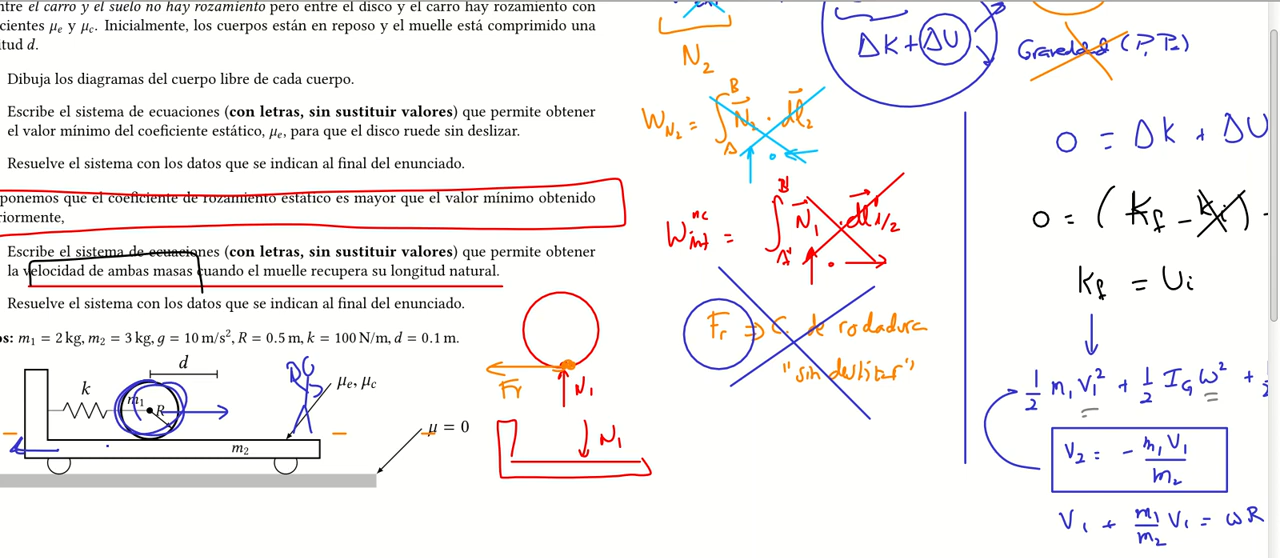 ntre el carro y el suelo no hay rozamiento pero entre el disco y el carro hay rozamiento con
cientes μe y μc. Inicialmente, los cuerpos están en reposo y el muelle está comprimido una
itud d.
Dibuja los diagramas del cuerpo libre de cada cuerpo.
Escribe el sistema de ecuaciones (con letras, sin sustituir valores) que permite obtener
el valor mínimo del coeficiente estático, μe, para que el disco ruede sin deslizar.
Resuelve el sistema con los datos que se indican al final del enunciado.
ponemos que el coeficiente de rozamiento estático es mayor que el valor mínimo obtenido
riormente,
Escribe el sistema de ecuaciones (con letras, sin sustituir valores) que permite obtener
la velocidad de ambas masas cuando el muelle recupera su longitud natural.
Resuelve el sistema con los datos que se indican al final del enunciado.
os: m1 = 2 kg, m2 = 3 kg, g = 10 m/s², R = 0.5 m, k = 100 N/m, d = 0.1 m.
d
k
m1
R
μe, μc
μ = 0
m2
N2
W_N2 = ∫_A^B N2 · dl2
W_int^nc = ∫_A^B N1 · dl1/2
Fr ⇒ C. de rodadura
"sin deslizar"
Fr
N1
N1
ΔK + ΔU
Gravedad (P1, P2)
0 = ΔK + ΔU
0 = (Kf - Ki) -
Kf = Ui
½ m1 V1² + ½ IG ω² +
V2 = - m1 V1 / m2
V1 + m1/m2 V1 = ωR